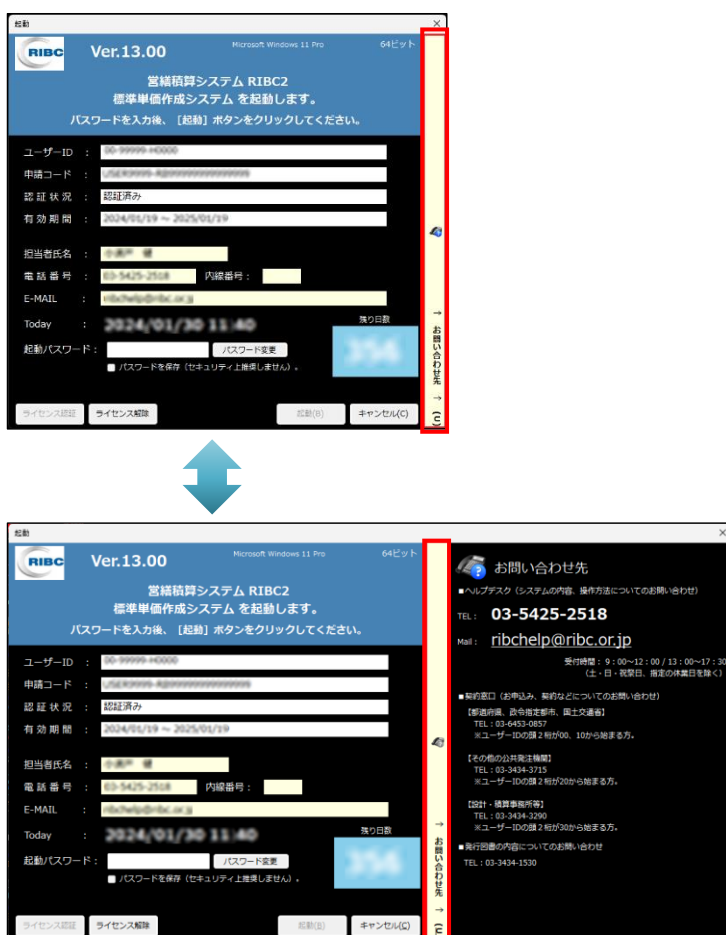 起動
RIBC
Ver.13.00
Microsoft Windows 11 Pro
64ビット
営繕積算システム RIBC2
標準単価作成システム を起動します。
パスワードを入力後、［起動］ボタンをクリックしてください。
ユーザーID :
申請コード :
認証状況 : 認証済み
有効期間 : 2024/01/19 ～ 2025/01/19
担当者氏名 :
電話番号 : 03-5425-2518 内線番号 :
E-MAIL : ribchelp@ribc.or.jp
Today : 2024/01/30 11:40
残り日数
356
起動パスワード : パスワード変更
パスワードを保存（セキュリティ上推奨しません）。
ライセンス認証 ライセンス解除 起動(B) キャンセル(C)
→ お問い合わせ先 → (U)
起動
RIBC
Ver.13.00
Microsoft Windows 11 Pro
64ビット
営繕積算システム RIBC2
標準単価作成システム を起動します。
パスワードを入力後、［起動］ボタンをクリックしてください。
ユーザーID :
申請コード :
認証状況 : 認証済み
有効期間 : 2024/01/19 ～ 2025/01/19
担当者氏名 :
電話番号 : 03-5425-2518 内線番号 :
E-MAIL : ribchelp@ribc.or.jp
Today : 2024/01/30 11:40
残り日数
356
起動パスワード : パスワード変更
パスワードを保存（セキュリティ上推奨しません）。
ライセンス認証 ライセンス解除 起動(B) キャンセル(C)
→ お問い合わせ先 →
お問い合わせ先
■ヘルプデスク（システムの内容、操作方法についてのお問い合わせ）
TEL : 03-5425-2518
Mail : ribchelp@ribc.or.jp
受付時間 : 9 : 00～12 : 00 / 13 : 00～17 : 30
（土・日・祝祭日、指定の休業日を除く）
■契約窓口（お申込み、契約などについてのお問い合わせ）
【都道府県、政令指定都市、国土交通省】
TEL : 03-6453-0857
※ユーザーIDの頭２桁が00、10から始まる方。
【その他の公共発注機関】
TEL : 03-3434-3715
※ユーザーIDの頭２桁が20から始まる方。
【設計・積算事務所等】
TEL : 03-3434-3290
※ユーザーIDの頭２桁が30から始まる方。
■発行図書の内容についてのお問い合わせ
TEL : 03-3434-1530